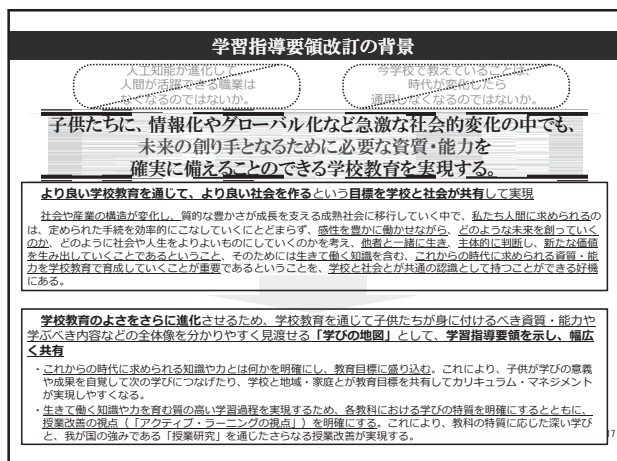 学習指導要領改訂の背景
人工知能が進化して、
人間が活躍できる職業は
なくなるのではないか。
今学校で教えていることは、
時代が変化したら
通用しなくなるのではないか。
子供たちに、情報化やグローバル化など急激な社会的変化の中でも、
未来の創り手となるために必要な資質・能力を
確実に備えることのできる学校教育を実現する。
より良い学校教育を通じて、より良い社会を作るという目標を学校と社会が共有して実現
社会や産業の構造が変化し、質的な豊かさが成長を支える成熟社会に移行していく中で、私たち人間に求められるの
は、定められた手続を効率的にこなしていくにとどまらず、感性を豊かに働かせながら、どのような未来を創っていく
のか、どのように社会や人生をよりよいものにしていくのかを考え、他者と一緒に生き、主体的に判断し、新たな価値
を生み出していくことであるということ、そのためには生きて働く知識を含む、これからの時代に求められる資質・能
力を学校教育で育成していくことが重要であるということを、学校と社会とが共通の認識として持つことができる好機
にある。
学校教育のよさをさらに進化させるため、学校教育を通じて子供たちが身に付けるべき資質・能力や
学ぶべき内容などの全体像を分かりやすく見渡せる「学びの地図」として、学習指導要領を示し、幅広
く共有
・これからの時代に求められる知識や力とは何かを明確にし、教育目標に盛り込む。これにより、子供が学びの意義
や成果を自覚して次の学びにつなげたり、学校と地域・家庭とが教育目標を共有してカリキュラム・マネジメント
が実現しやすくなる。
・生きて働く知識や力を育む質の高い学習過程を実現するため、各教科における学びの特質を明確にするとともに、
授業改善の視点（「アクティブ・ラーニングの視点」）を明確にする。これにより、教科の特質に応じた深い学び
と、我が国の強みである「授業研究」を通じたさらなる授業改善が実現する。
17